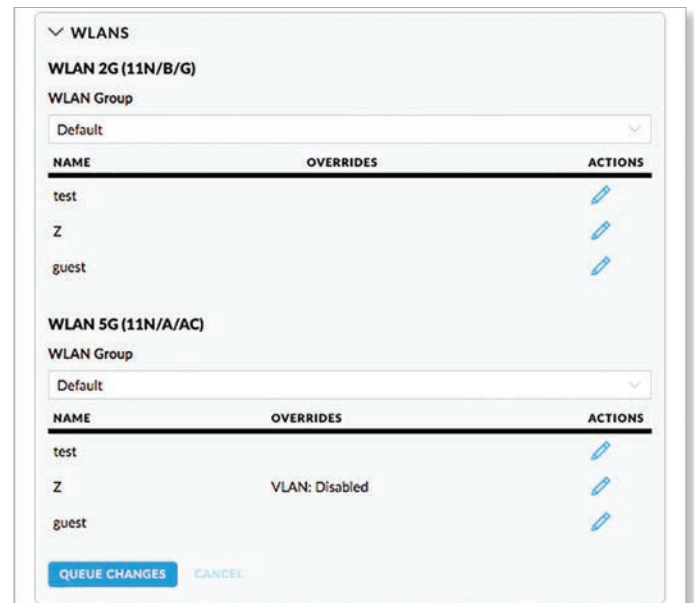 WLANS
WLAN 2G (11N/B/G)
WLAN Group
Default
NAME OVERRIDES ACTIONS
test
Z
guest
WLAN 5G (11N/A/AC)
WLAN Group
Default
NAME OVERRIDES ACTIONS
test
Z VLAN: Disabled
guest
QUEUE CHANGES CANCEL